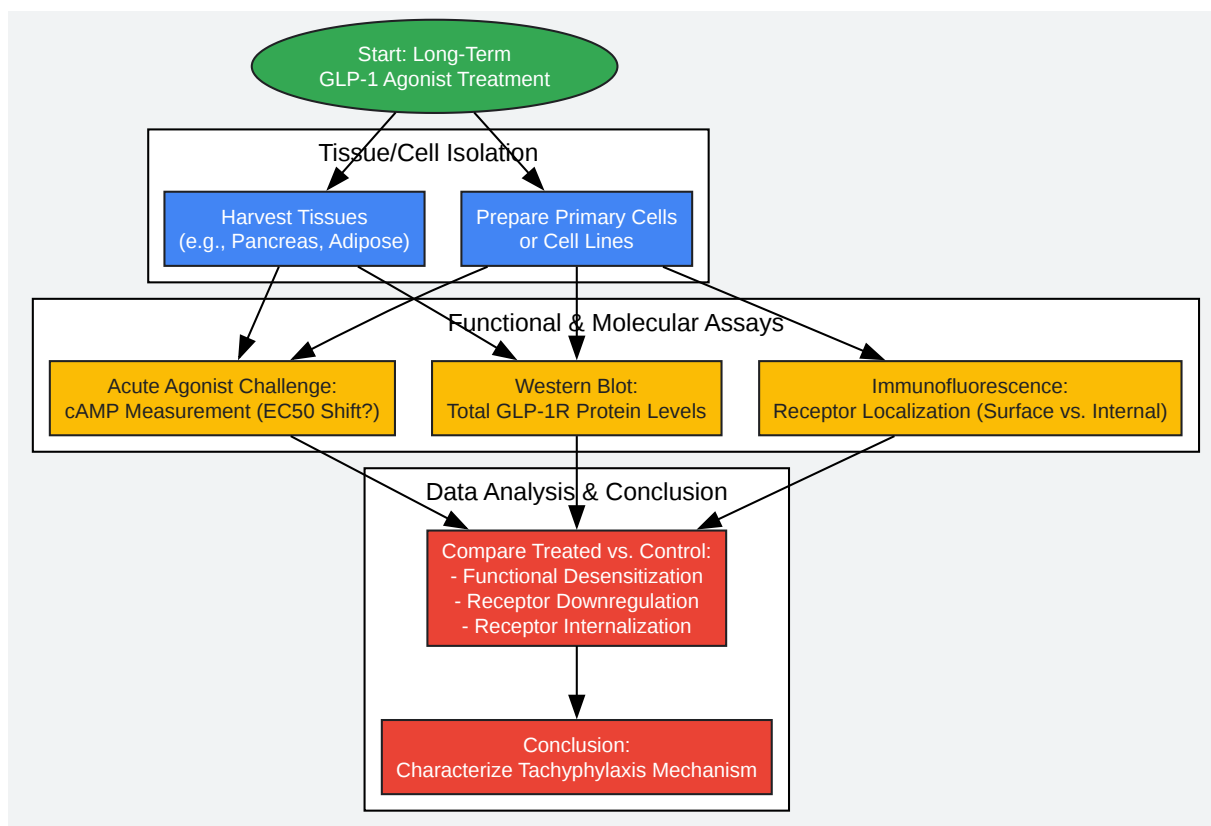 Start: Long-Term
GLP-1 Agonist Treatment
Tissue/Cell Isolation
Harvest Tissues
(e.g., Pancreas, Adipose)
Prepare Primary Cells
or Cell Lines
Functional & Molecular Assays
Acute Agonist Challenge:
cAMP Measurement (EC50 Shift?)
Western Blot:
Total GLP-1R Protein Levels
Immunofluorescence:
Receptor Localization (Surface vs. Internal)
Data Analysis & Conclusion
Compare Treated vs. Control:
- Functional Desensitization
- Receptor Downregulation
- Receptor Internalization
Conclusion:
Characterize Tachyphylaxis Mechanism